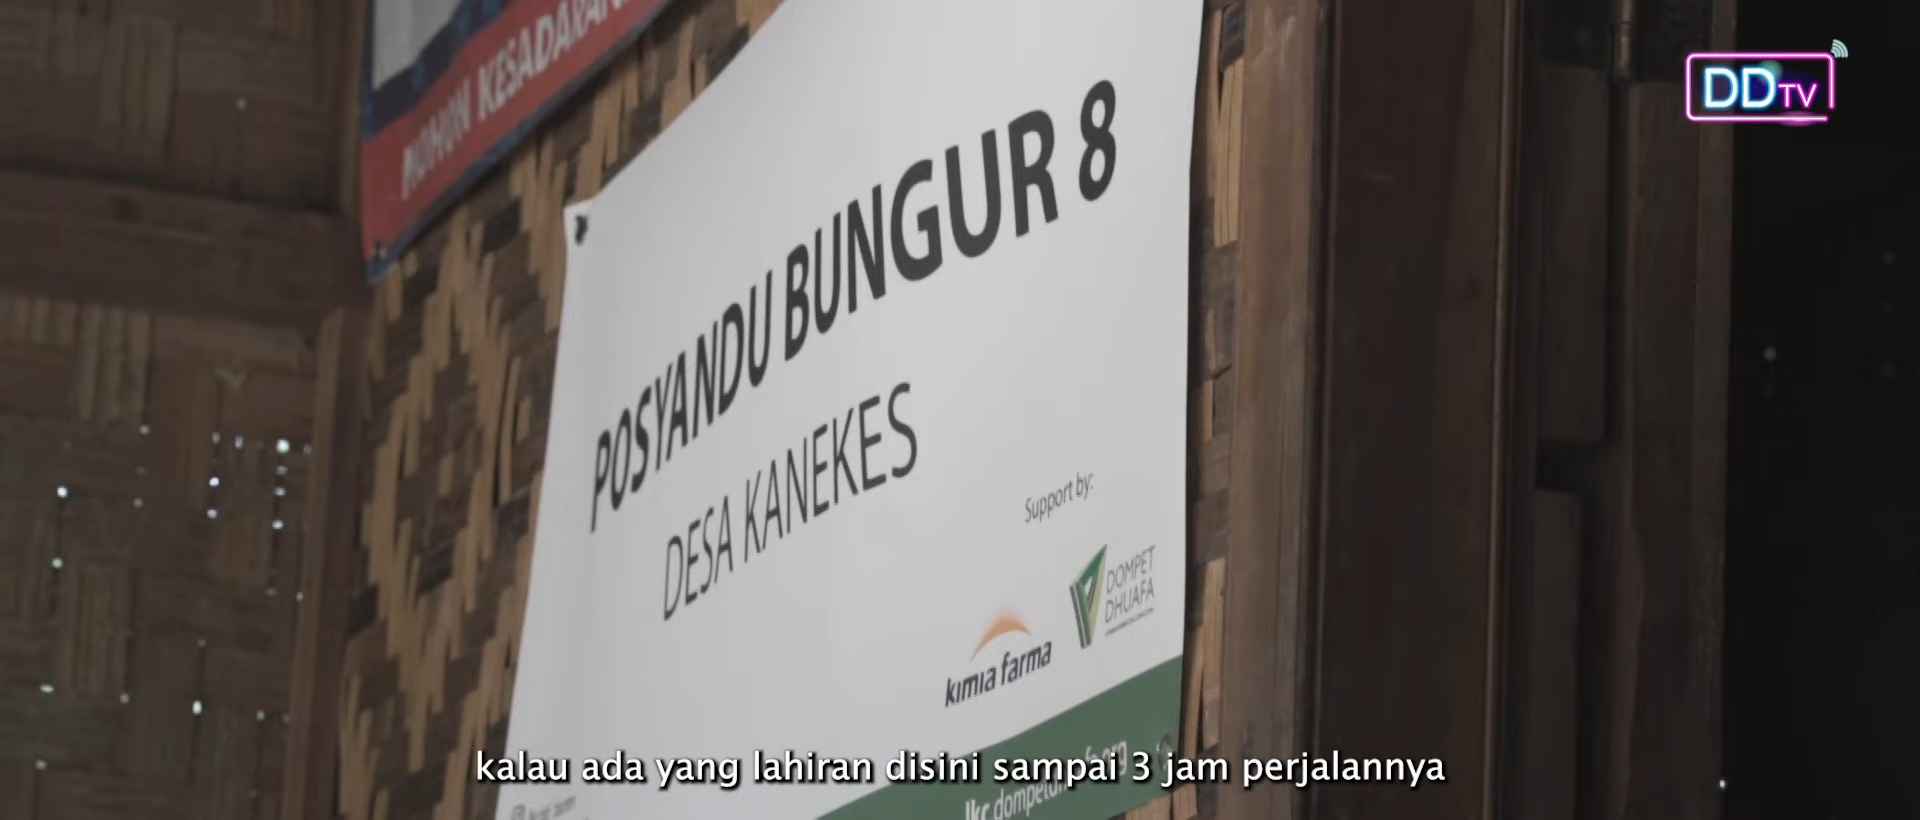 MOHON KESADARAN
DDTV
POSYANDU BUNGUR 8
DESA KANEKES
Support by:
kimia farma
DOMPET
DHUAFA
kalau ada yang lahiran disini sampai 3 jam perjalannya